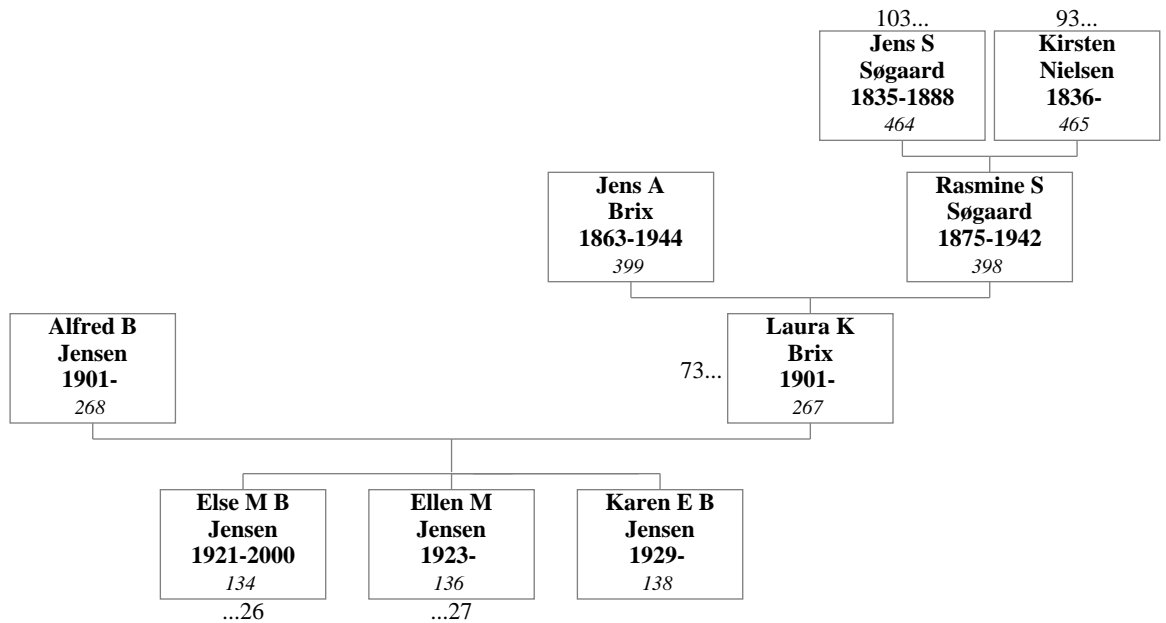 103...
93...
Jens S
Søgaard
1835-1888
464
Kirsten
Nielsen
1836-
465
Jens A
Brix
1863-1944
399
Rasmine S
Søgaard
1875-1942
398
Alfred B
Jensen
1901-
268
73...
Laura K
Brix
1901-
267
Else M B
Jensen
1921-2000
134
...26
Ellen M
Jensen
1923-
136
...27
Karen E B
Jensen
1929-
138